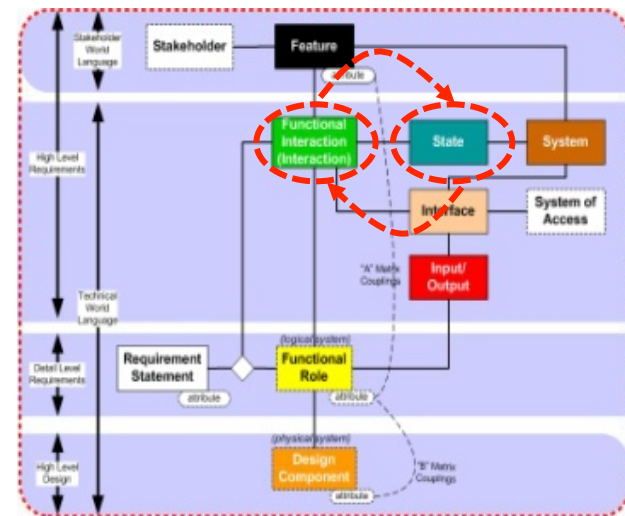 Stakeholder
World
Language
Stakeholder
Feature
attribute
High Level
Requirements
Functional
Interaction
(Interaction)
State
System
Interface
System of
Access
"A" Matrix
Couplings
Input/
Output
Technical
World
Language
(logical system)
Detail Level
Requirements
Requirement
Statement
attribute
Functional
Role
attribute
(physical system)
High Level
Design
Design
Component
attribute
"B" Matrix
Couplings